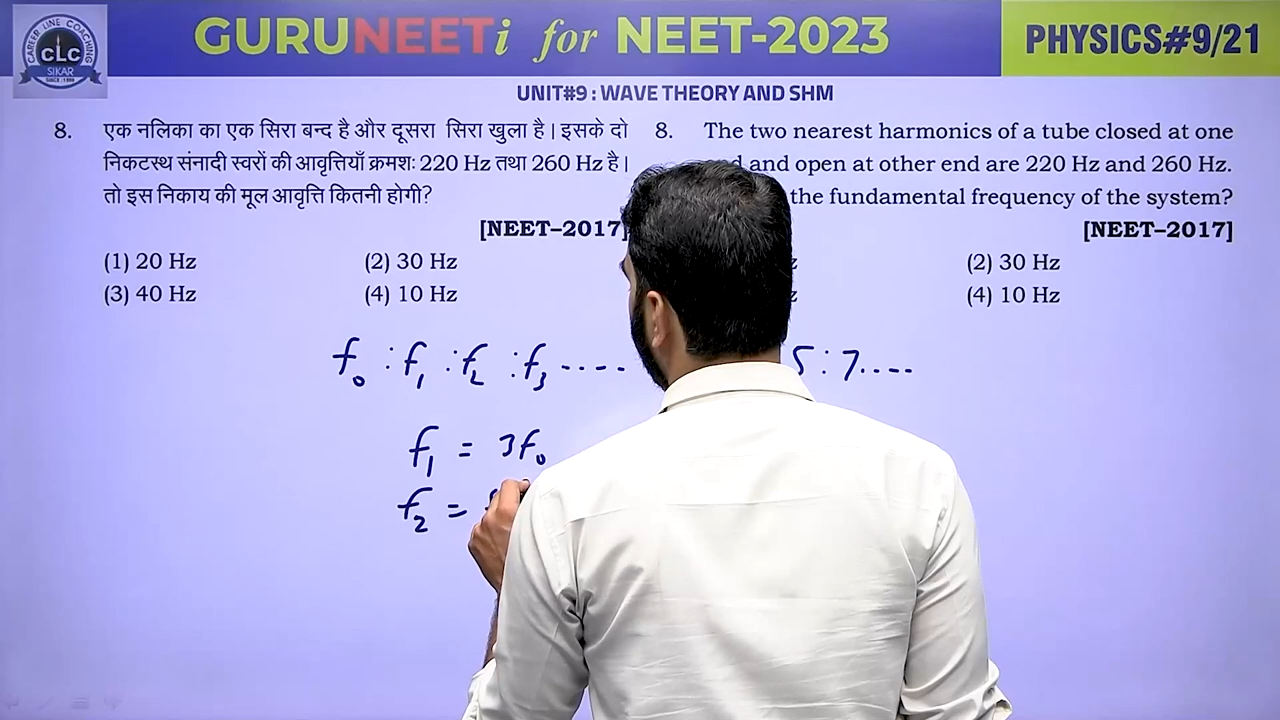 CAREER LINE COACHING
CLC
SIKAR
SINCE : 1996
GURUNEETi for NEET-2023
PHYSICS#9/21
UNIT#9 : WAVE THEORY AND SHM
8. एक नलिका का एक सिरा बन्द है और दूसरा सिरा खुला है। इसके दो
निकटस्थ संनादी स्वरों की आवृत्तियाँ क्रमशः 220 Hz तथा 260 Hz है।
तो इस निकाय की मूल आवृत्ति कितनी होगी?
[NEET–2017]
(1) 20 Hz (2) 30 Hz
(3) 40 Hz (4) 10 Hz
8. The two nearest harmonics of a tube closed at one
and open at other end are 220 Hz and 260 Hz.
the fundamental frequency of the system?
[NEET–2017]
(2) 30 Hz
(4) 10 Hz
f₀ : f₁ : f₂ : f₃ ---- 5 : 7 ----
f₁ = 3f₀
f₂ =